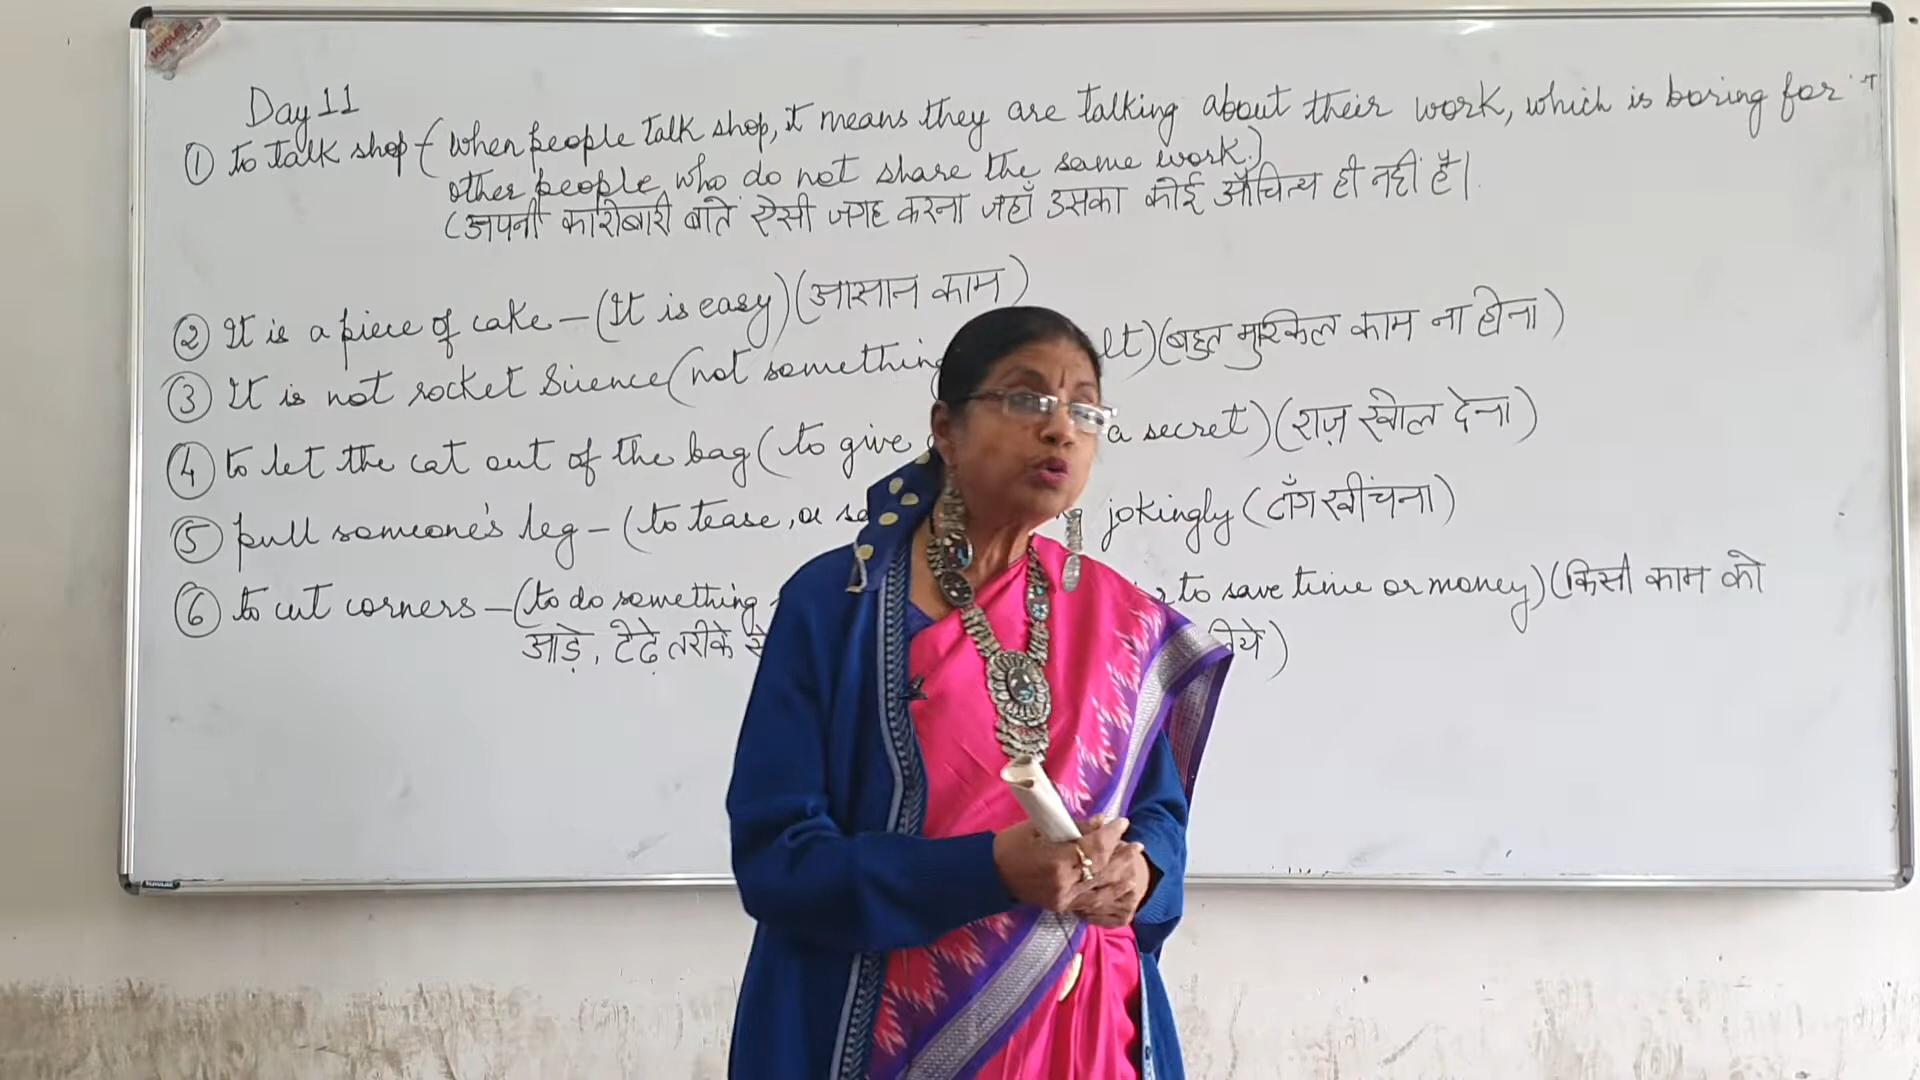 SCHOLAR
Day 11
① to talk shop - (when people talk shop, it means they are talking about their work, which is boring for
other people who do not share the same work.)
(अपनी कारोबारी बातें ऐसी जगह करना जहाँ उसका कोई औचित्य ही नहीं है।
② It is a piece of cake - (It is easy) (आसान काम)
③ It is not rocket Sience (not something lt) (बहुत मुश्किल काम ना होना)
④ to let the cat out of the bag (to give a secret) (राज़ खोल देना)
⑤ pull someone's leg - (to tease, jokingly (टाँग खींचना)
⑥ to cut corners - (to do something to save time or money) (किसी काम को
आड़े, टेढ़े तरीके लिये)